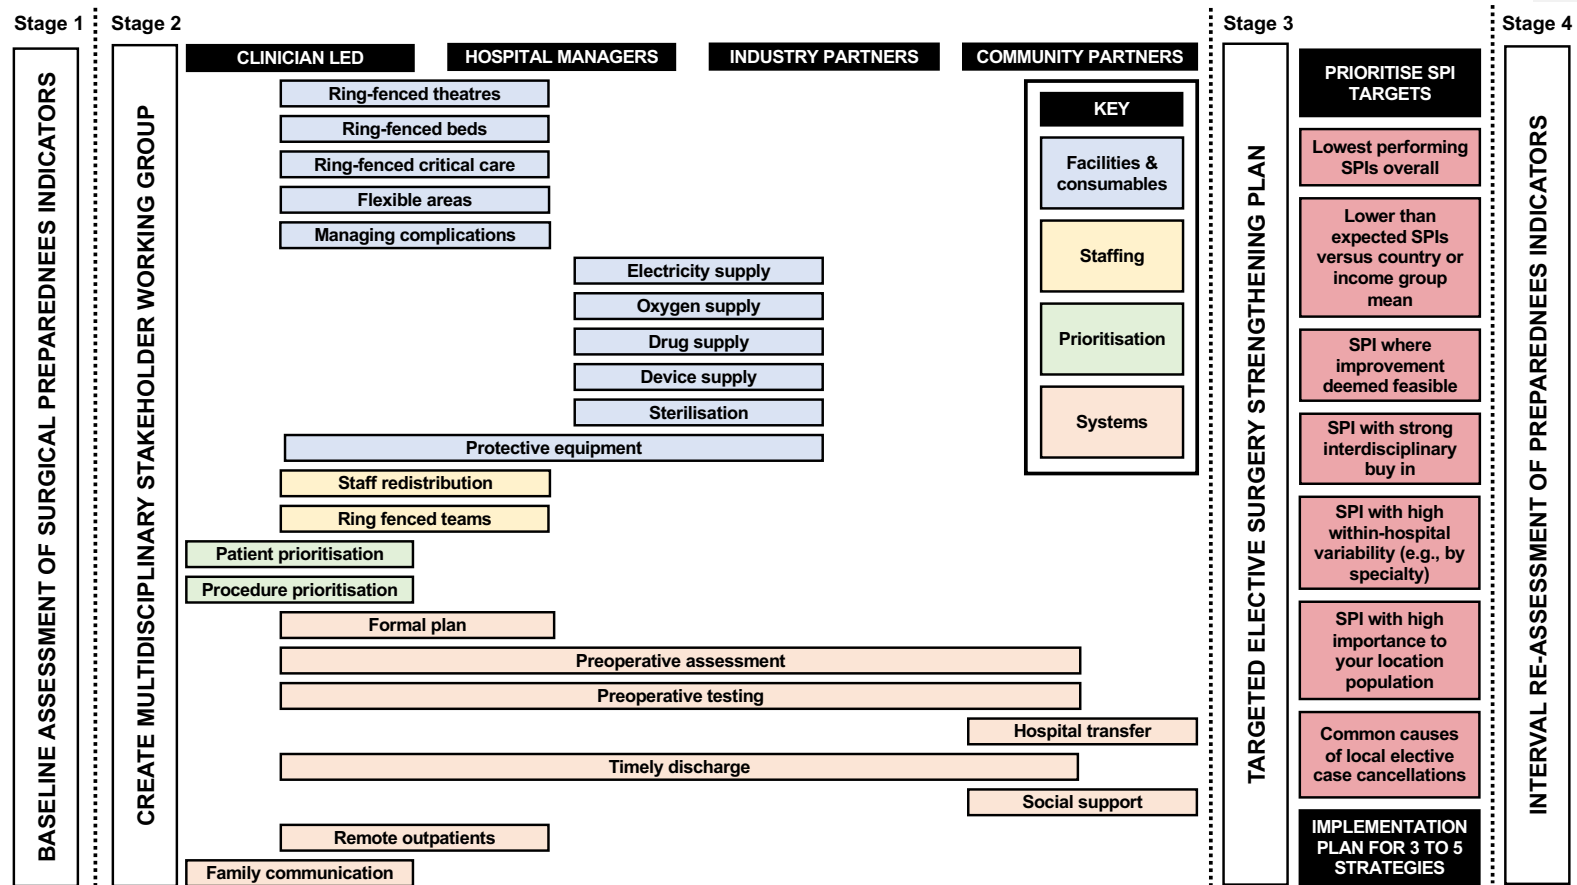 Stage 1
BASELINE ASSESSMENT OF SURGICAL PREPAREDNEES INDICATORS
Stage 2
CREATE MULTIDISCIPLINARY STAKEHOLDER WORKING GROUP
CLINICIAN LED
HOSPITAL MANAGERS
INDUSTRY PARTNERS
COMMUNITY PARTNERS
Ring-fenced theatres
Ring-fenced beds
Ring-fenced critical care
Flexible areas
Managing complications
Electricity supply
Oxygen supply
Drug supply
Device supply
Sterilisation
Protective equipment
Staff redistribution
Ring fenced teams
Patient prioritisation
Procedure prioritisation
Formal plan
Preoperative assessment
Preoperative testing
Hospital transfer
Timely discharge
Social support
Remote outpatients
Family communication
KEY
Facilities &
consumables
Staffing
Prioritisation
Systems
Stage 3
TARGETED ELECTIVE SURGERY STRENGTHENING PLAN
PRIORITISE SPI
TARGETS
Lowest performing
SPIs overall
Lower than
expected SPIs
versus country or
income group
mean
SPI where
improvement
deemed feasible
SPI with strong
interdisciplinary
buy in
SPI with high
within-hospital
variability (e.g., by
specialty)
SPI with high
importance to
your location
population
Common causes
of local elective
case cancellations
IMPLEMENTATION
PLAN FOR 3 TO 5
STRATEGIES
Stage 4
INTERVAL RE-ASSESSMENT OF PREPAREDNEES INDICATORS